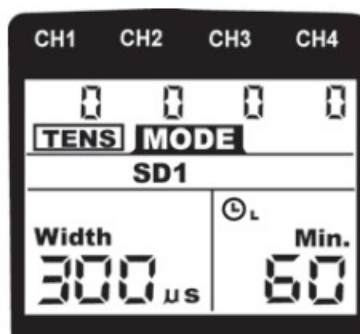 CH1 CH2 CH3 CH4
0 0 0 0
TENS MODE
SD1
L
Width Min.
300 µs 60